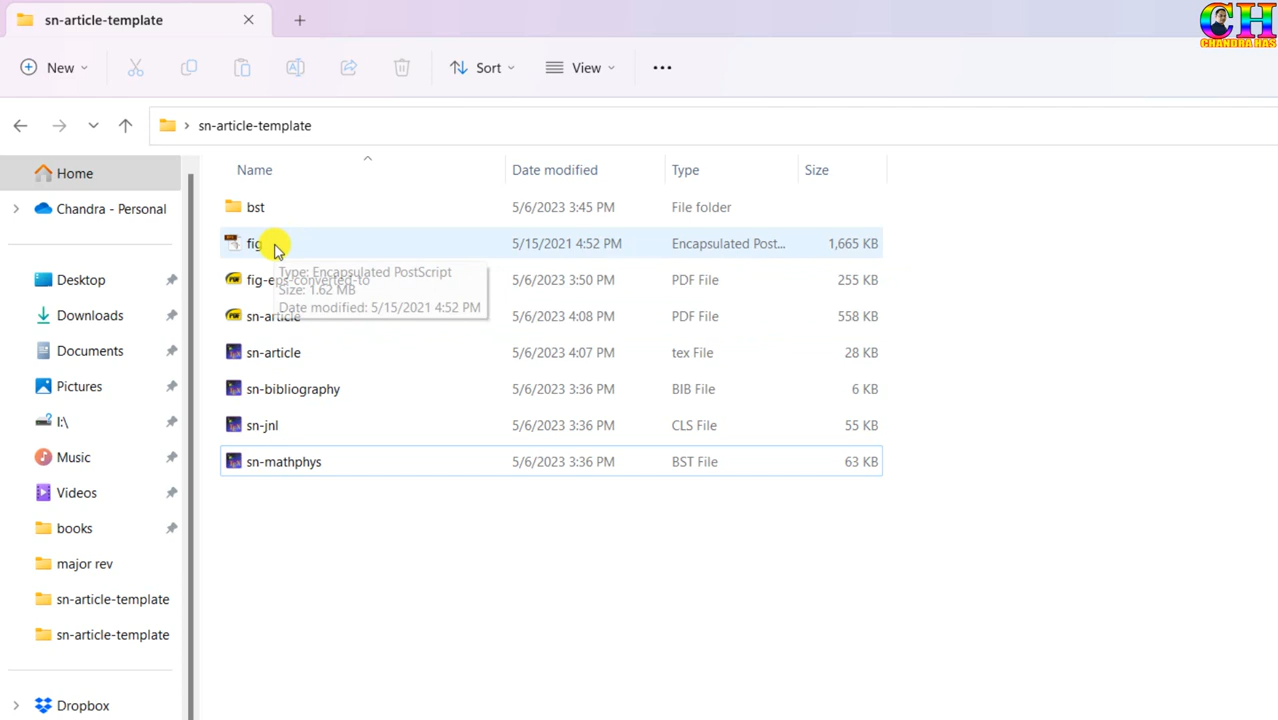 sn-article-template
CH
CHANDRA HAS
New
Sort
View
sn-article-template
Name
Date modified
Type
Size
Home
Chandra - Personal
Desktop
Downloads
Documents
Pictures
I:\
Music
Videos
books
major rev
sn-article-template
sn-article-template
Dropbox
bst 5/6/2023 3:45 PM File folder
fig 5/15/2021 4:52 PM Encapsulated Post... 1,665 KB
Type: Encapsulated PostScript
Size: 1.62 MB
Date modified: 5/15/2021 4:52 PM
fig-eps-converted-to 5/6/2023 3:50 PM PDF File 255 KB
sn-article 5/6/2023 4:08 PM PDF File 558 KB
sn-article 5/6/2023 4:07 PM tex File 28 KB
sn-bibliography 5/6/2023 3:36 PM BIB File 6 KB
sn-jnl 5/6/2023 3:36 PM CLS File 55 KB
sn-mathphys 5/6/2023 3:36 PM BST File 63 KB